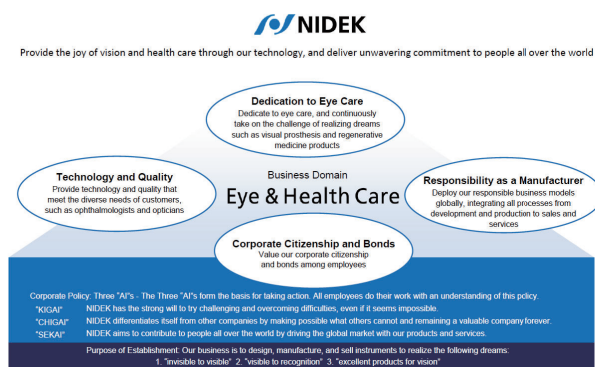 NIDEK
Provide the joy of vision and health care through our technology, and deliver unwavering commitment to people all over the world
Dedication to Eye Care
Dedicate to eye care, and continuously
take on the challenge of realizing dreams
such as visual prosthesis and regenerative
medicine products
Technology and Quality
Provide technology and quality that
meet the diverse needs of customers,
such as ophthalmologists and opticians
Business Domain
Eye & Health Care
Responsibility as a Manufacturer
Deploy our responsible business models
globally, integrating all processes from
development and production to sales and
services
Corporate Citizenship and Bonds
Value our corporate citizenship
and bonds among employees
Corporate Policy: Three "AI"s - The Three "AI"s form the basis for taking action. All employees do their work with an understanding of this policy.
"KIGAI" NIDEK has the strong will to try challenging and overcoming difficulties, even if it seems impossible.
"CHIGAI" NIDEK differentiates itself from other companies by making possible what others cannot and remaining a valuable company forever.
"SEKAI" NIDEK aims to contribute to people all over the world by driving the global market with our products and services.
Purpose of Establishment: Our business is to design, manufacture, and sell instruments to realize the following dreams:
1. "invisible to visible" 2. "visible to recognition" 3. "excellent products for vision"